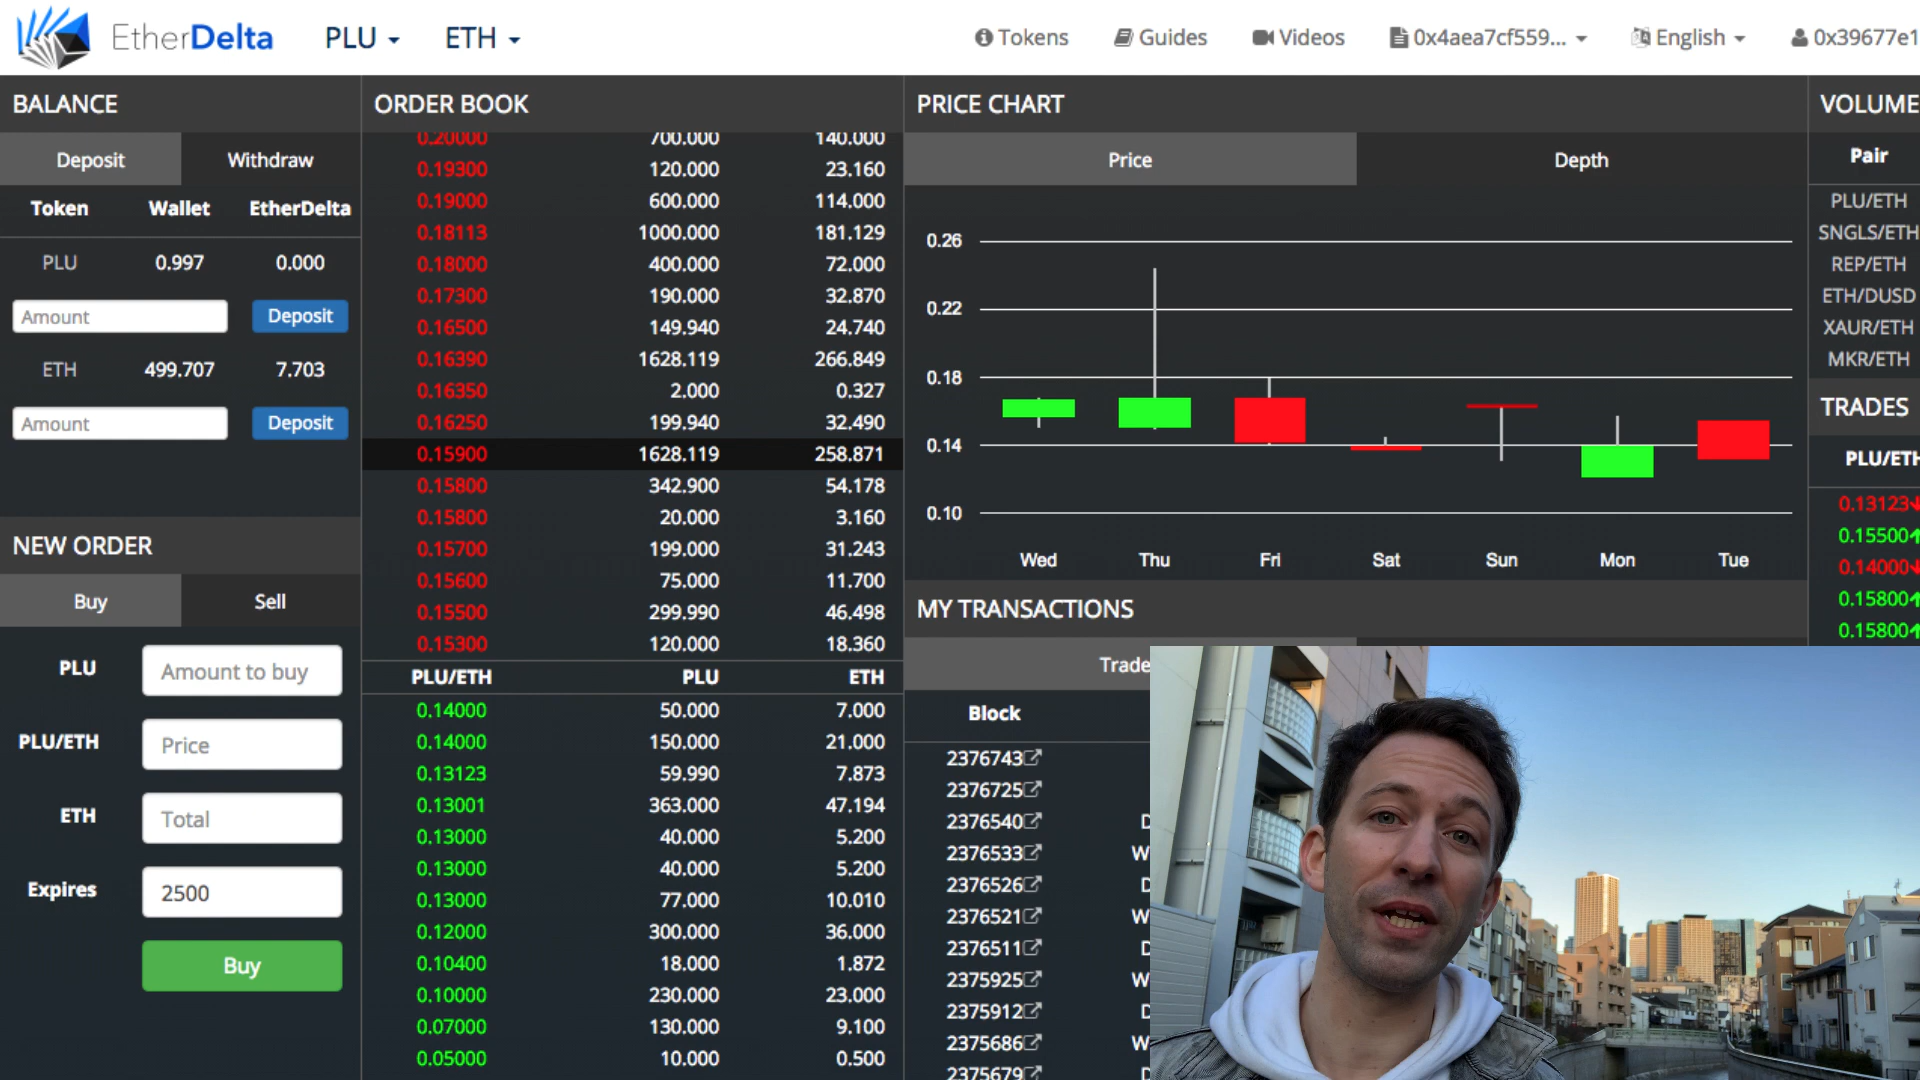 EtherDelta PLU ETH Tokens Guides Videos 0x4aea7cf559... English 0x39677e1
BALANCE
Deposit Withdraw
Token Wallet EtherDelta
PLU 0.997 0.000
Amount Deposit
ETH 499.707 7.703
Amount Deposit
NEW ORDER
Buy Sell
PLU Amount to buy
PLU/ETH Price
ETH Total
Expires 2500
Buy
ORDER BOOK
0.20000 700.000 140.000
0.19300 120.000 23.160
0.19000 600.000 114.000
0.18113 1000.000 181.129
0.18000 400.000 72.000
0.17300 190.000 32.870
0.16500 149.940 24.740
0.16390 1628.119 266.849
0.16350 2.000 0.327
0.16250 199.940 32.490
0.15900 1628.119 258.871
0.15800 342.900 54.178
0.15800 20.000 3.160
0.15700 199.000 31.243
0.15600 75.000 11.700
0.15500 299.990 46.498
0.15300 120.000 18.360
PLU/ETH PLU ETH
0.14000 50.000 7.000
0.14000 150.000 21.000
0.13123 59.990 7.873
0.13001 363.000 47.194
0.13000 40.000 5.200
0.13000 40.000 5.200
0.13000 77.000 10.010
0.12000 300.000 36.000
0.10400 18.000 1.872
0.10000 230.000 23.000
0.07000 130.000 9.100
0.05000 10.000 0.500
PRICE CHART
Price Depth
0.26
0.22
0.18
0.14
0.10
Wed Thu Fri Sat Sun Mon Tue
MY TRANSACTIONS
Trade
Block
2376743
2376725
2376540 D
2376533 W
2376526 D
2376521 W
2376511 D
2375925 W
2375912 D
2375686 W
2375679 D
VOLUME
Pair
PLU/ETH
SNGLS/ETH
REP/ETH
ETH/DUSD
XAUR/ETH
MKR/ETH
TRADES
PLU/ETH
0.13123↓
0.15500↑
0.14000↓
0.15800↑
0.15800↑